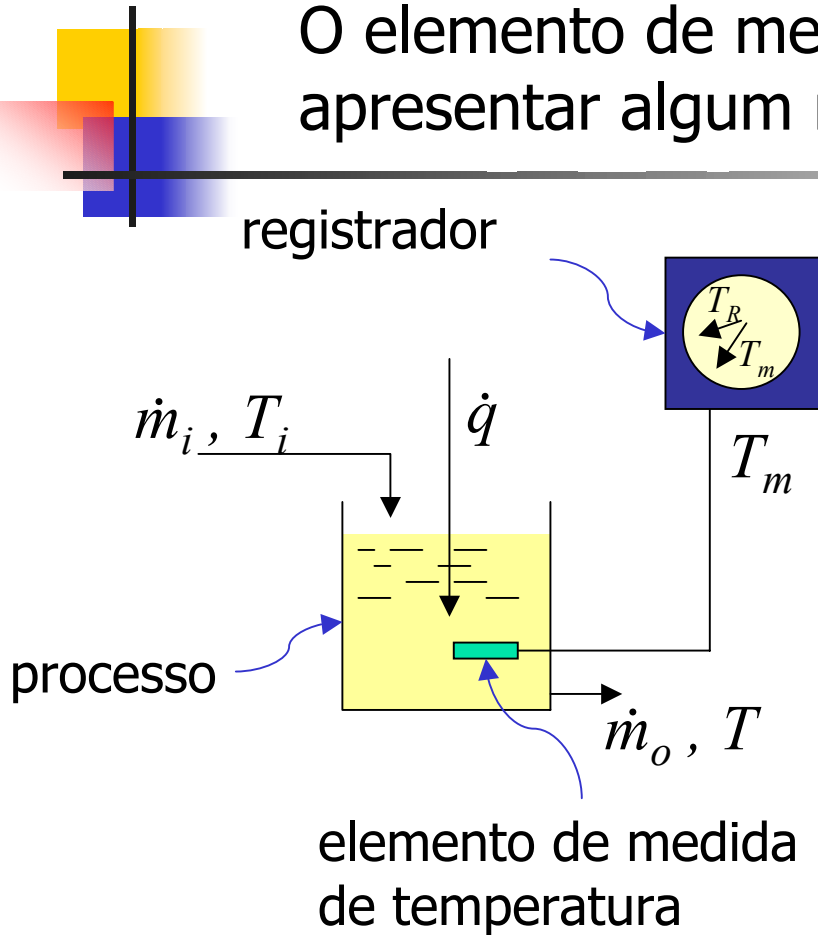 O elemento de me
apresentar algum
registrador
T_R
T_m
ṁ_i , T_i
q̇
T_m
processo
ṁ_o , T
elemento de medida
de temperatura